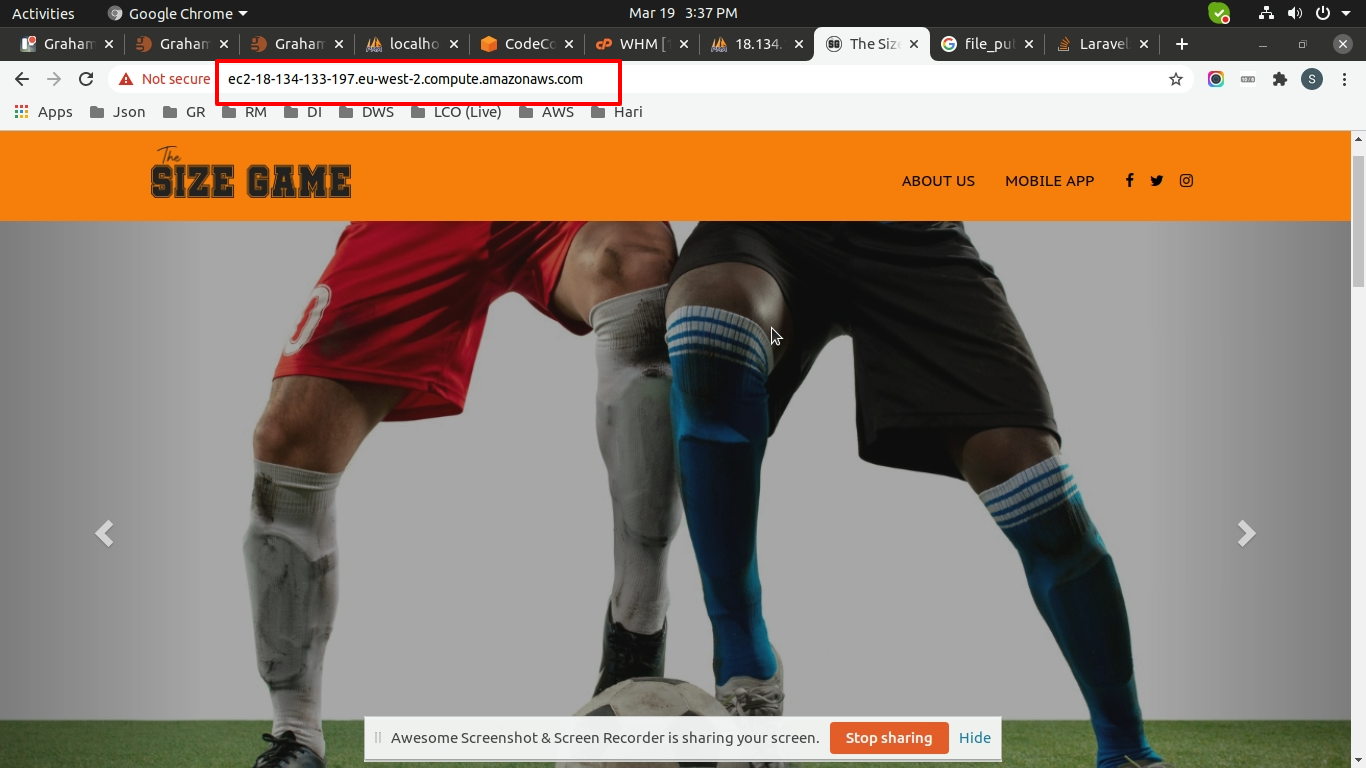 Activities Google Chrome Mar 19 3:37 PM
Graham Graham Graham localho CodeCo WHM [ 18.134. The Size file_put Laravel
Not secure ec2-18-134-133-197.eu-west-2.compute.amazonaws.com S
Apps Json GR RM DI DWS LCO (Live) AWS Hari
The
SIZE GAME
ABOUT US MOBILE APP
0
Awesome Screenshot & Screen Recorder is sharing your screen. Stop sharing Hide